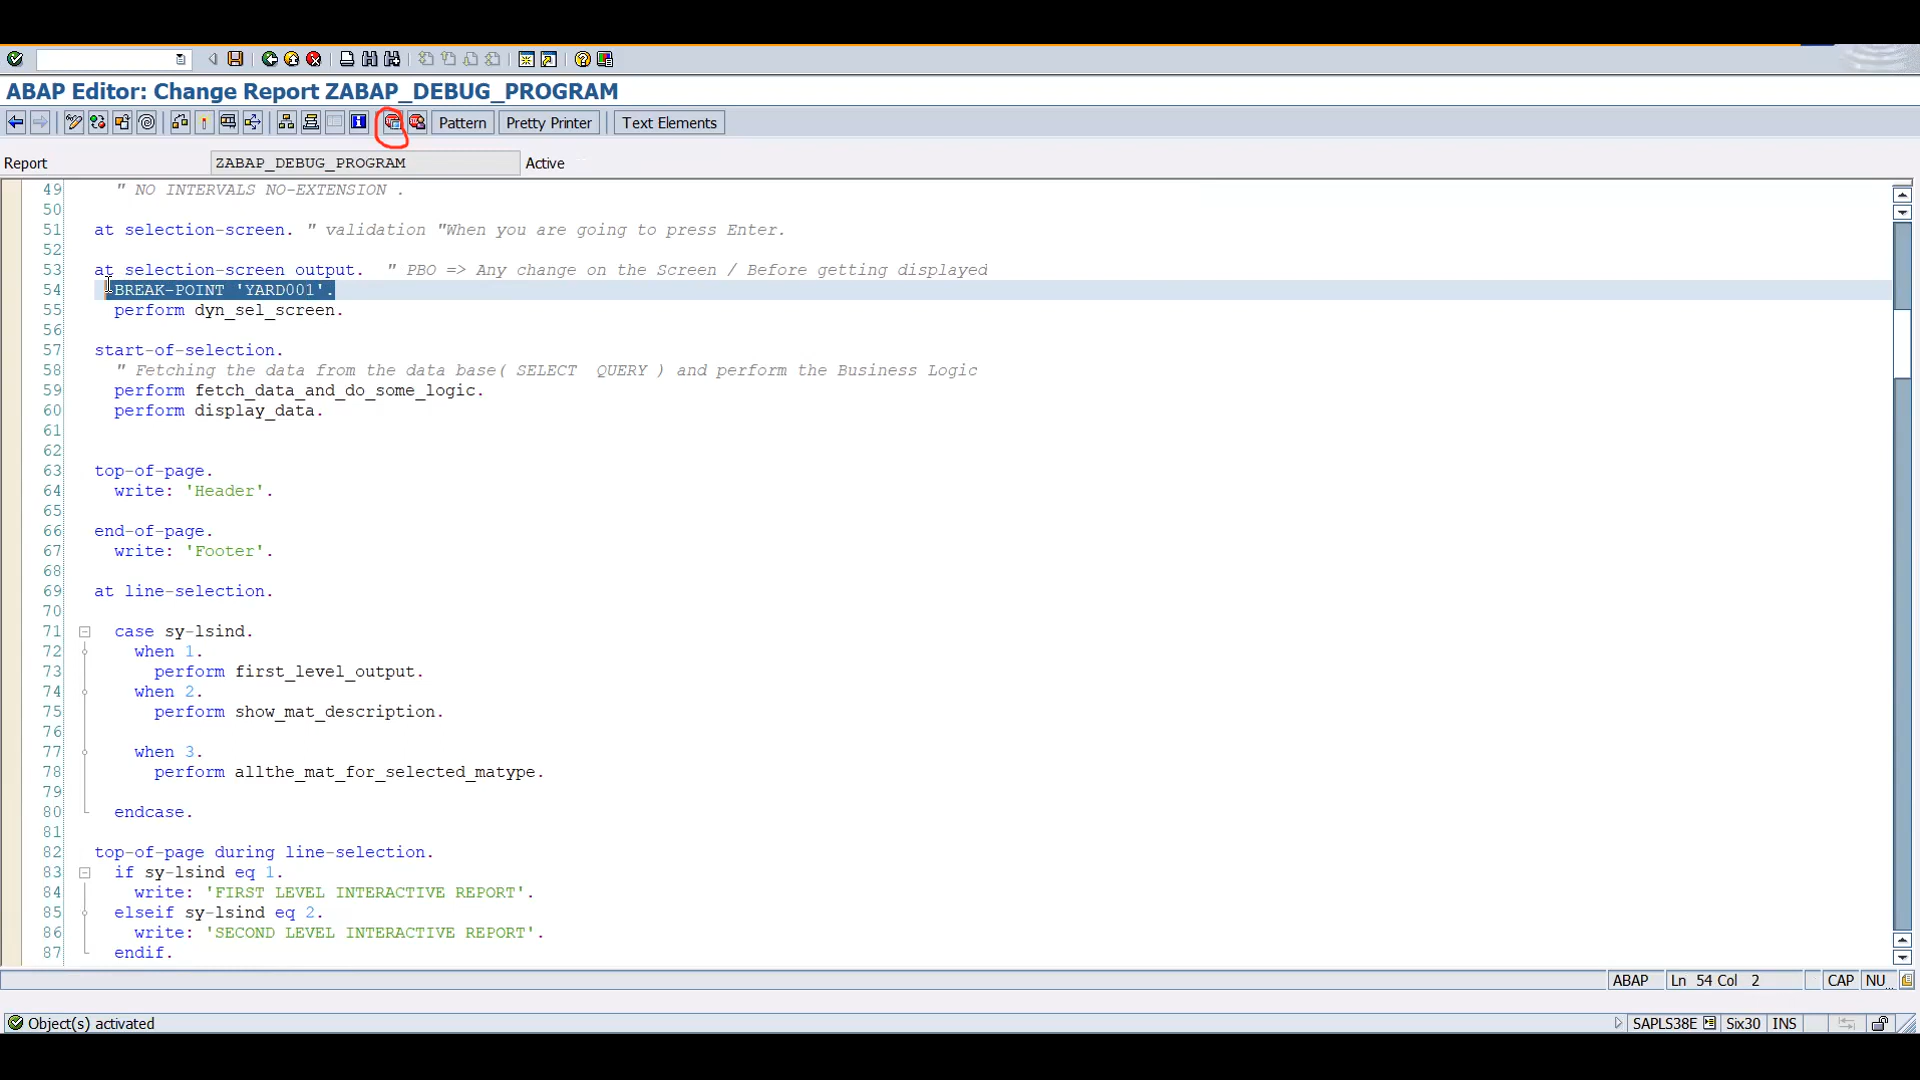 ABAP Editor: Change Report ZABAP_DEBUG_PROGRAM
Pattern Pretty Printer Text Elements
Report ZABAP_DEBUG_PROGRAM Active
49 " NO INTERVALS NO-EXTENSION .
50
51 at selection-screen. " validation "When you are going to press Enter.
52
53 at selection-screen output. " PBO => Any change on the Screen / Before getting displayed
54 BREAK-POINT 'YARD001'.
55 perform dyn_sel_screen.
56
57 start-of-selection.
58 " Fetching the data from the data base( SELECT QUERY ) and perform the Business Logic
59 perform fetch_data_and_do_some_logic.
60 perform display_data.
61
62
63 top-of-page.
64 write: 'Header'.
65
66 end-of-page.
67 write: 'Footer'.
68
69 at line-selection.
70
71 case sy-lsind.
72 when 1.
73 perform first_level_output.
74 when 2.
75 perform show_mat_description.
76
77 when 3.
78 perform allthe_mat_for_selected_matype.
79
80 endcase.
81
82 top-of-page during line-selection.
83 if sy-lsind eq 1.
84 write: 'FIRST LEVEL INTERACTIVE REPORT'.
85 elseif sy-lsind eq 2.
86 write: 'SECOND LEVEL INTERACTIVE REPORT'.
87 endif.
ABAP Ln 54 Col 2 CAP NU...
Object(s) activated SAPLS38E Six30 INS